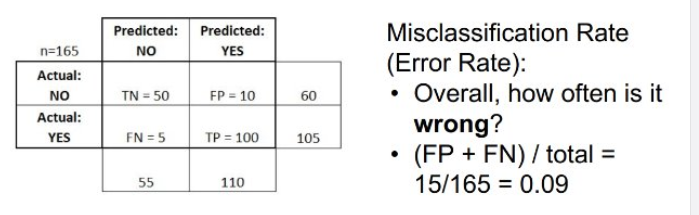 Predicted: Predicted:
n=165 NO YES
Actual:
NO TN = 50 FP = 10 60
Actual:
YES FN = 5 TP = 100 105
55 110
Misclassification Rate
(Error Rate):
• Overall, how often is it
wrong?
• (FP + FN) / total =
15/165 = 0.09